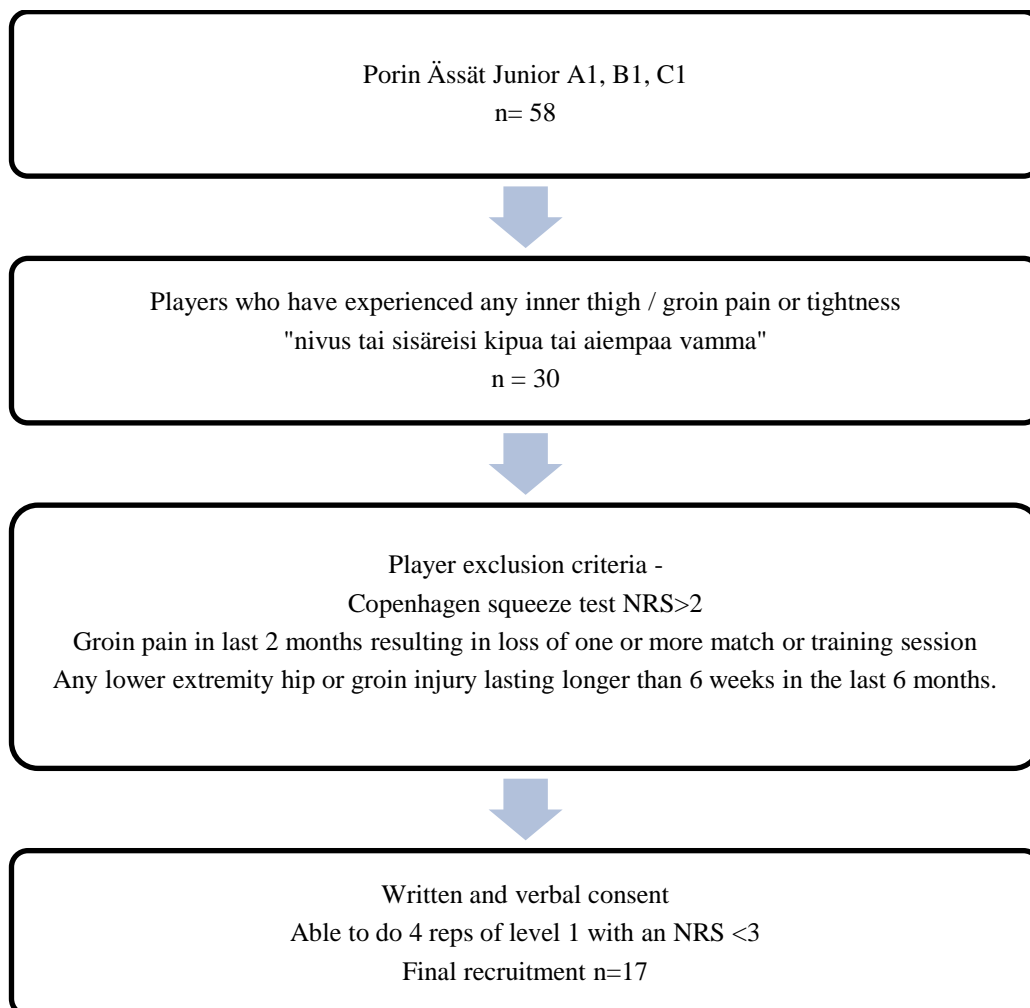 Porin Ässät Junior A1, B1, C1
n= 58
Players who have experienced any inner thigh / groin pain or tightness
"nivus tai sisäreisi kipua tai aiempaa vamma"
n = 30
Player exclusion criteria -
Copenhagen squeeze test NRS>2
Groin pain in last 2 months resulting in loss of one or more match or training session
Any lower extremity hip or groin injury lasting longer than 6 weeks in the last 6 months.
Written and verbal consent
Able to do 4 reps of level 1 with an NRS <3
Final recruitment n=17